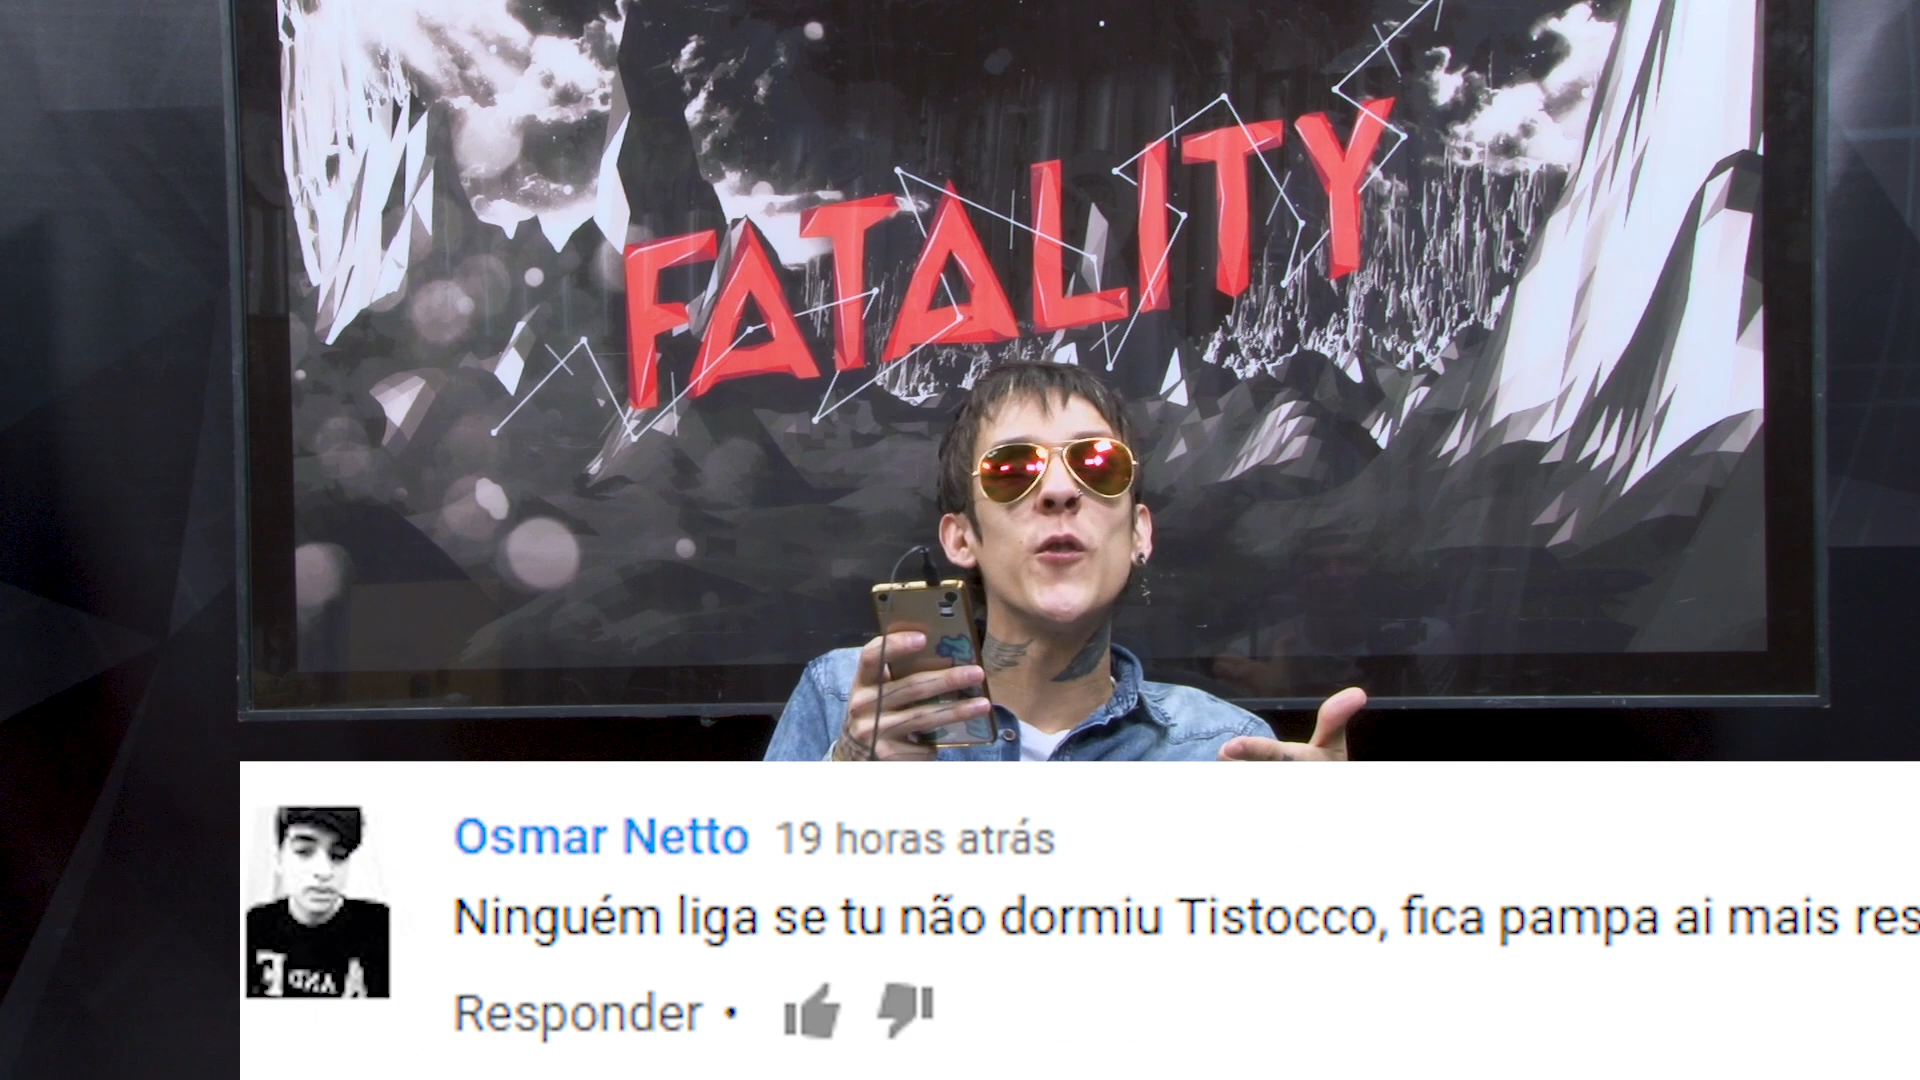 FATALITY
Osmar Netto 19 horas atrás
Ninguém liga se tu não dormiu Tistocco, fica pampa ai mais res
Responder •